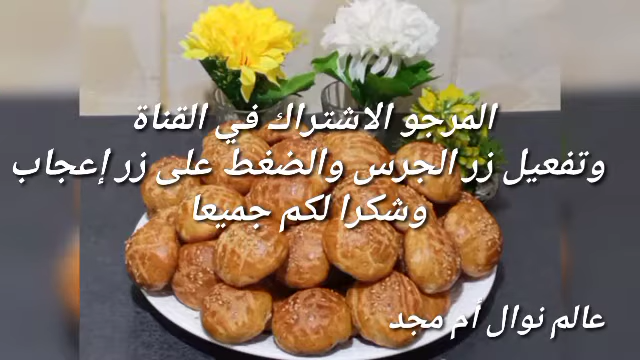 المرجو الاشتراك في القناة
وتفعيل زر الجرس والضغط على زر إعجاب
وشكرا لكم جميعا
عالم نوال أم مجد